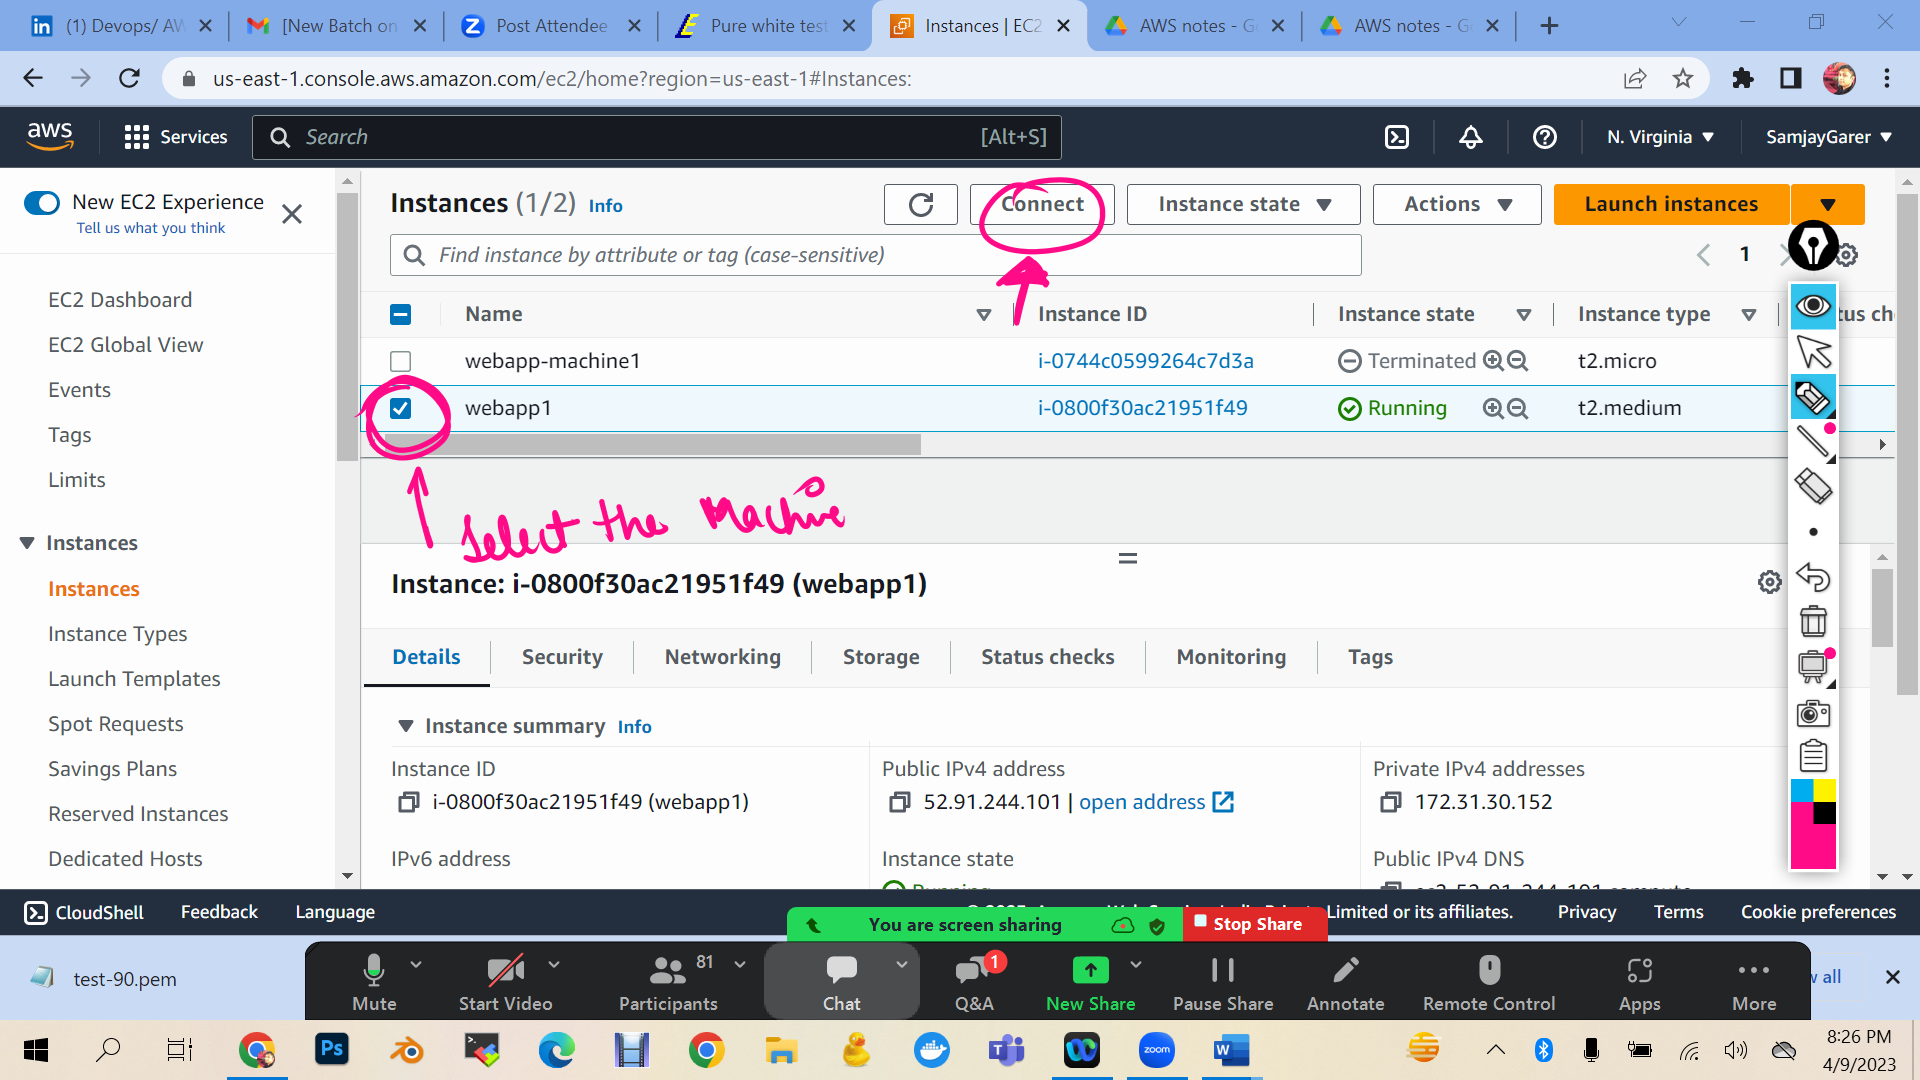 (1) Devops/ AW
[New Batch on
Post Attendee
Pure white test
Instances | EC2
AWS notes - Go
AWS notes - Go
us-east-1.console.aws.amazon.com/ec2/home?region=us-east-1#Instances:
aws
Services
Search
[Alt+S]
N. Virginia
SamjayGarer
New EC2 Experience
Tell us what you think
EC2 Dashboard
EC2 Global View
Events
Tags
Limits
Instances
Instances
Instance Types
Launch Templates
Spot Requests
Savings Plans
Reserved Instances
Dedicated Hosts
Instances (1/2) Info
Connect
Instance state
Actions
Launch instances
Find instance by attribute or tag (case-sensitive)
1
Name
Instance ID
Instance state
Instance type
tus che
webapp-machine1
i-0744c0599264c7d3a
Terminated
t2.micro
webapp1
i-0800f30ac21951f49
Running
t2.medium
Select the Machine
Instance: i-0800f30ac21951f49 (webapp1)
Details
Security
Networking
Storage
Status checks
Monitoring
Tags
Instance summary Info
Instance ID
i-0800f30ac21951f49 (webapp1)
Public IPv4 address
52.91.244.101 | open address
Private IPv4 addresses
172.31.30.152
IPv6 address
Instance state
Running
Public IPv4 DNS
CloudShell
Feedback
Language
Limited or its affiliates.
Privacy
Terms
Cookie preferences
You are screen sharing
Stop Share
test-90.pem
Mute
Start Video
81
Participants
Chat
1
Q&A
New Share
Pause Share
Annotate
Remote Control
Apps
More
all
Ps
zoom
W
8:26 PM
4/9/2023